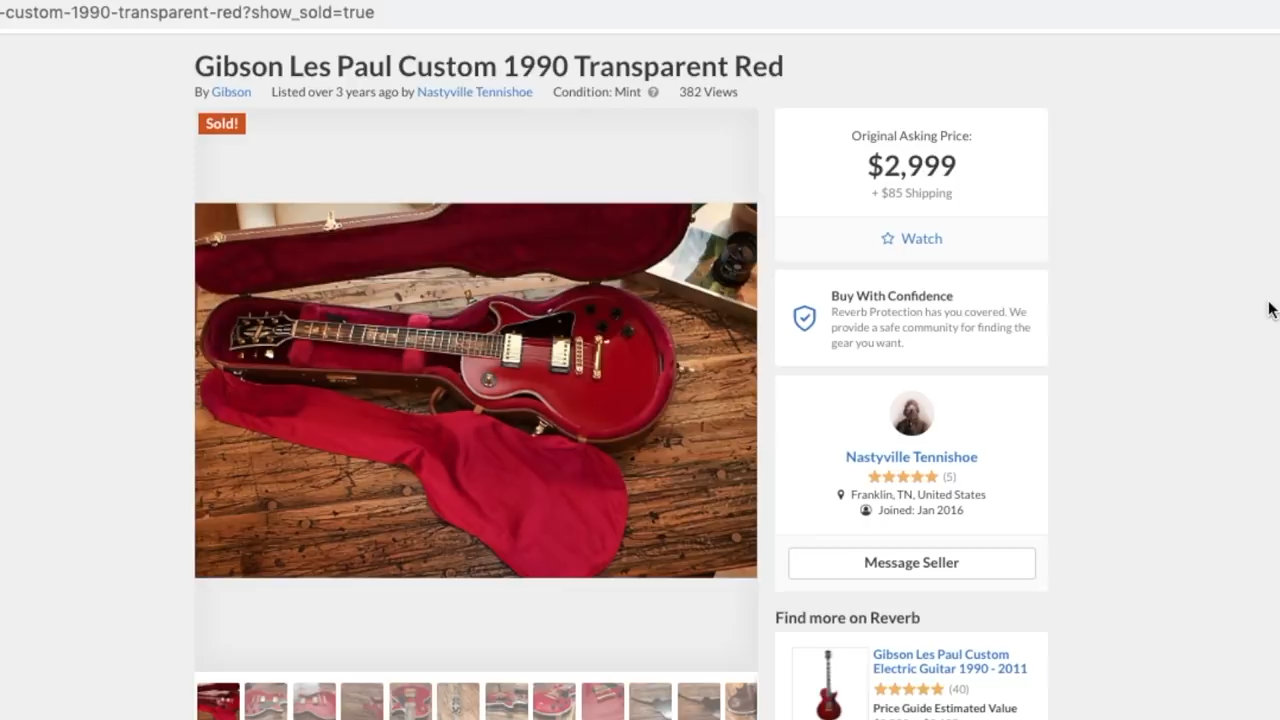 -custom-1990-transparent-red?show_sold=true
Gibson Les Paul Custom 1990 Transparent Red
By Gibson Listed over 3 years ago by Nastyville Tennishoe Condition: Mint 382 Views
Sold!
Original Asking Price:
$2,999
+ $85 Shipping
Watch
Buy With Confidence
Reverb Protection has you covered. We
provide a safe community for finding the
gear you want.
Nastyville Tennishoe
(5)
Franklin, TN, United States
Joined: Jan 2016
Message Seller
Find more on Reverb
Gibson Les Paul Custom
Electric Guitar 1990 - 2011
(40)
Price Guide Estimated Value